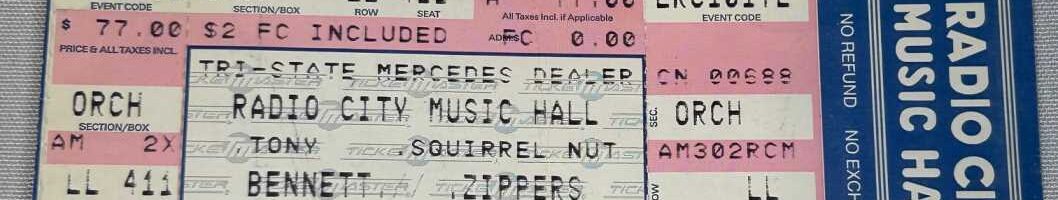 EVENT CODE SECTION/BOX ROW SEAT All Taxes Incl. if Applicable EVENT CODE
$ 77.00 $2 FC INCLUDED FC 0.00
PRICE & ALL TAXES INCL.
TRI-STATE MERCEDES DEALER CN 00688
ORCH RADIO CITY MUSIC HALL SEC. ORCH
SECTION/BOX
AM 2X .TONY .SQUIRREL NUT AM302RCM
LL 411 BENNETT .ZIPPERS LL
NO REFUND NO EXCH
RADIO CI
MUSIC HA